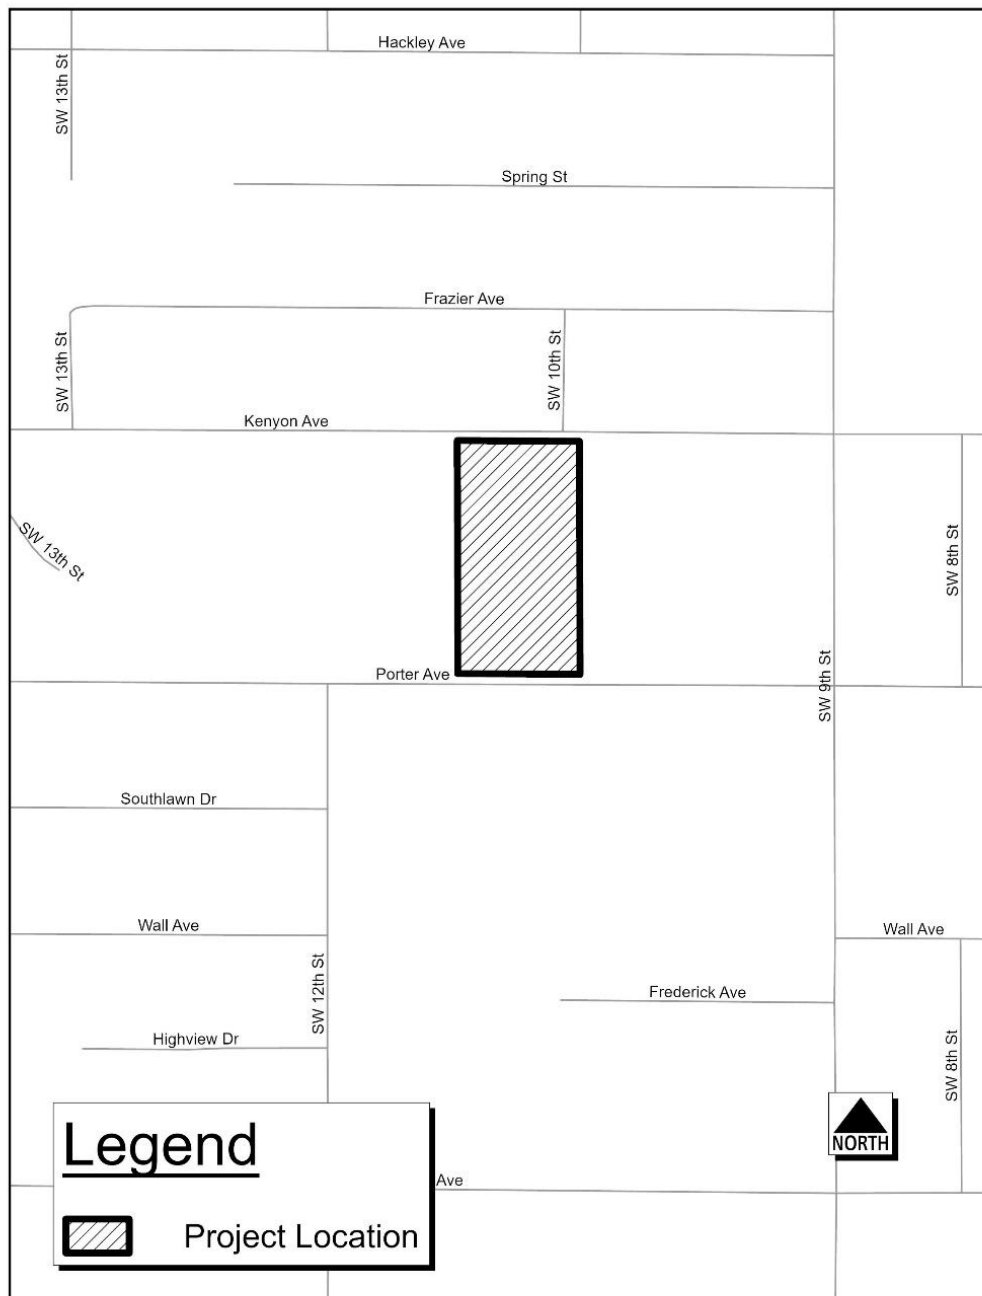 Hackley Ave
SW 13th St
Spring St
Frazier Ave
SW 13th St
SW 10th St
Kenyon Ave
SW 13th St
SW 8th St
Porter Ave
SW 9th St
Southlawn Dr
Wall Ave
Wall Ave
SW 12th St
Frederick Ave
Highview Dr
SW 8th St
NORTH
Legend
Ave
Project Location